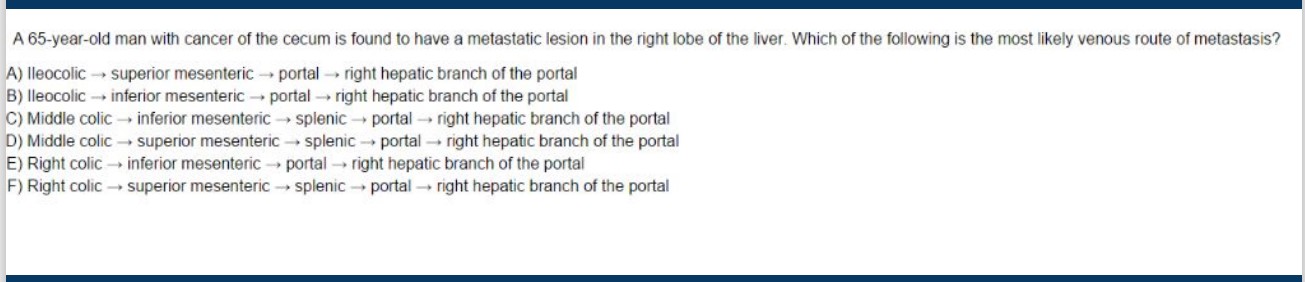 A 65-year-old man with cancer of the cecum is found to have a metastatic lesion in the right lobe of the liver. Which of the following is the most likely venous route of metastasis?
A) Ileocolic → superior mesenteric → portal → right hepatic branch of the portal
B) Ileocolic → inferior mesenteric → portal → right hepatic branch of the portal
C) Middle colic → inferior mesenteric → splenic → portal → right hepatic branch of the portal
D) Middle colic → superior mesenteric → splenic → portal → right hepatic branch of the portal
E) Right colic → inferior mesenteric → portal → right hepatic branch of the portal
F) Right colic → superior mesenteric → splenic → portal → right hepatic branch of the portal